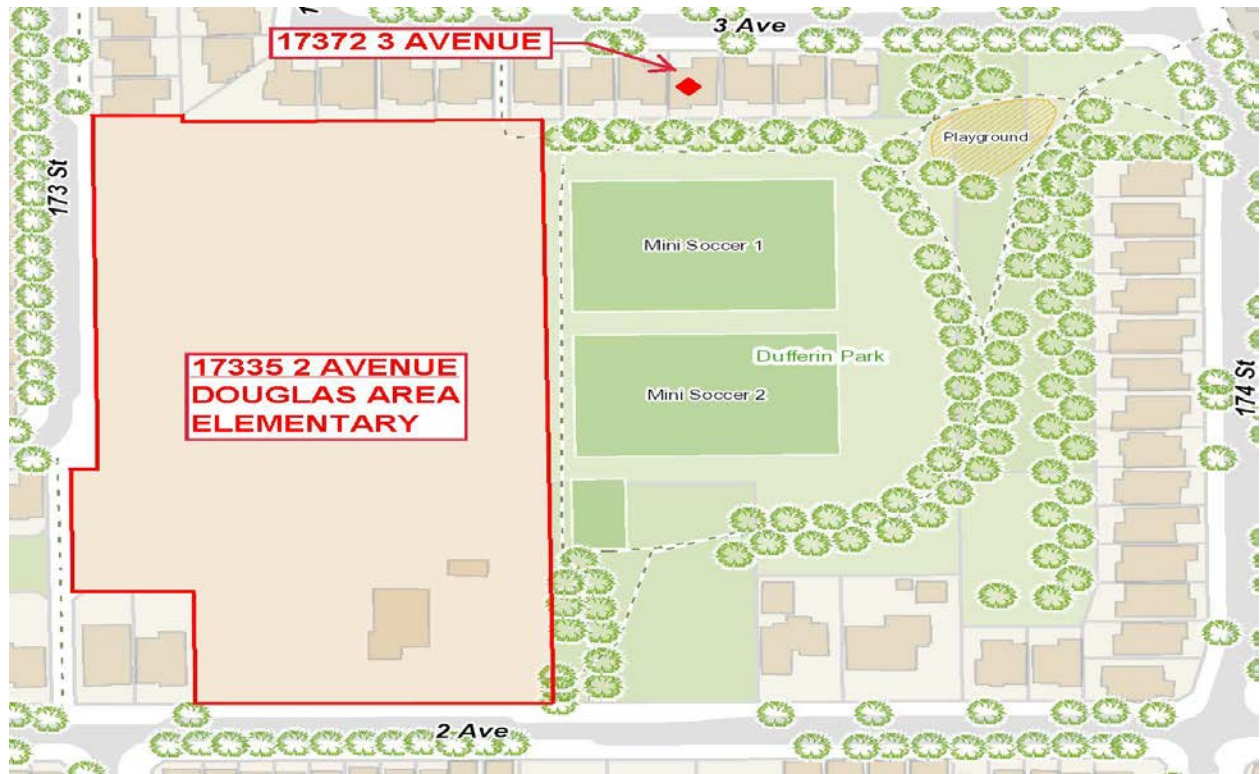 3 Ave
17372 3 AVENUE
Playground
173 St
Mini Soccer 1
17335 2 AVENUE
DOUGLAS AREA
ELEMENTARY
Dufferin Park
Mini Soccer 2
174 St
2 Ave